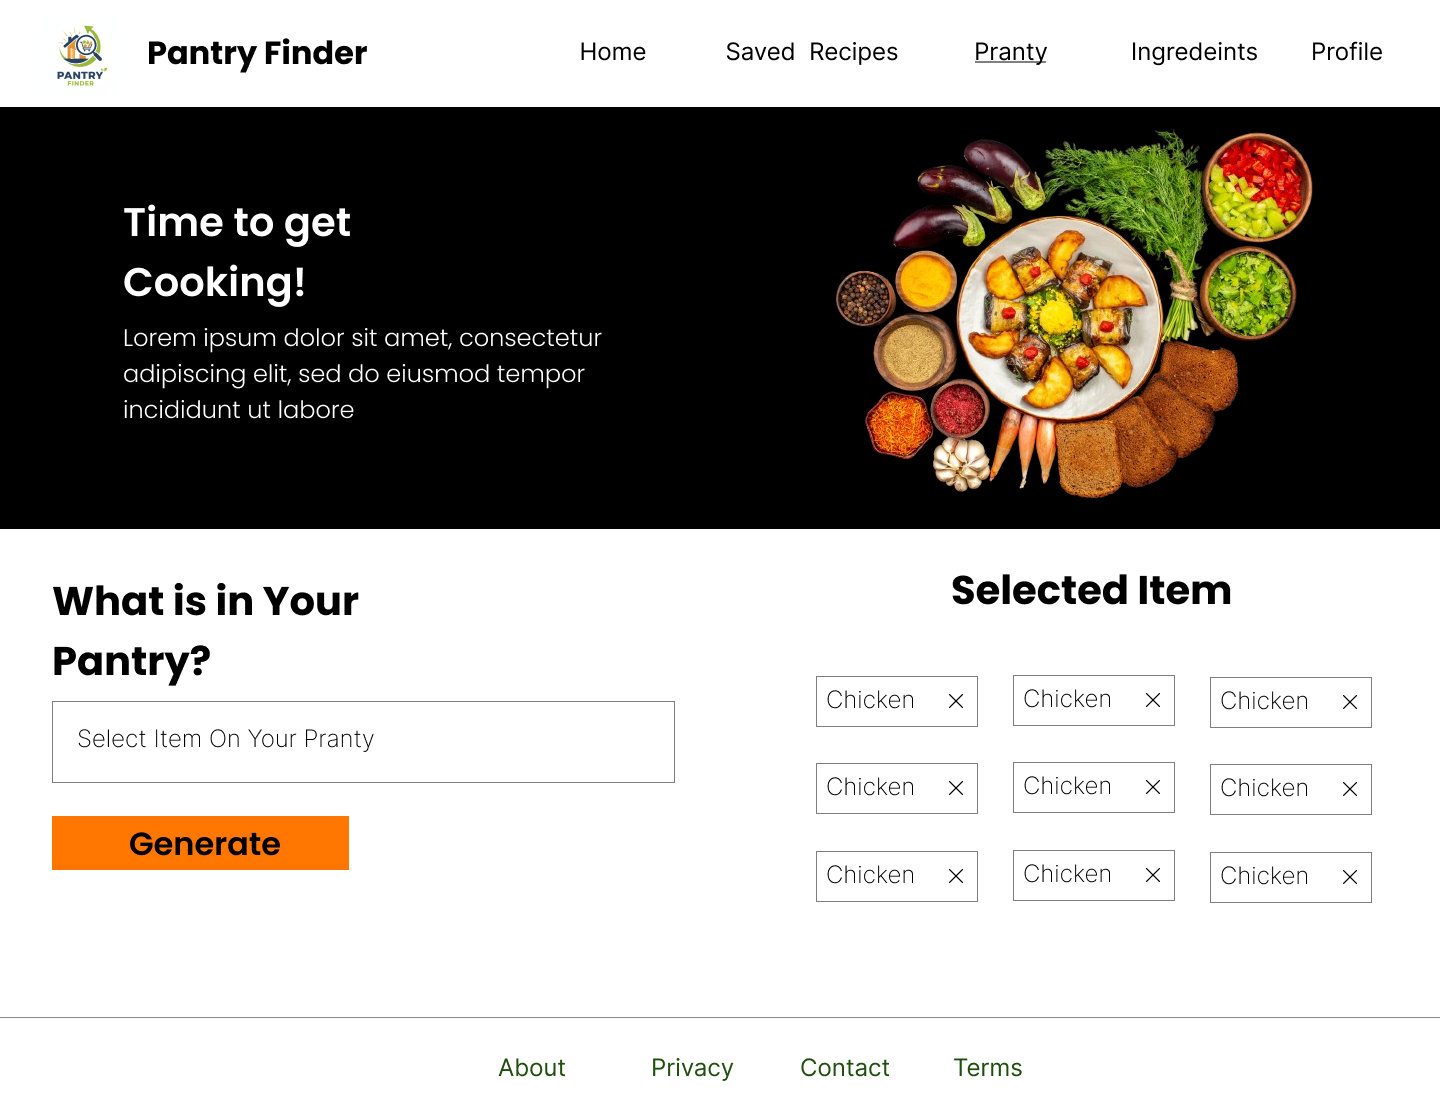 PANTRY
FINDER
Pantry Finder
Home
Saved Recipes
Pranty
Ingredeints
Profile
Time to get
Cooking!
Lorem ipsum dolor sit amet, consectetur
adipiscing elit, sed do eiusmod tempor
incididunt ut labore
What is in Your
Pantry?
Select Item On Your Pranty
Generate
Selected Item
Chicken
Chicken
Chicken
Chicken
Chicken
Chicken
Chicken
Chicken
Chicken
About
Privacy
Contact
Terms